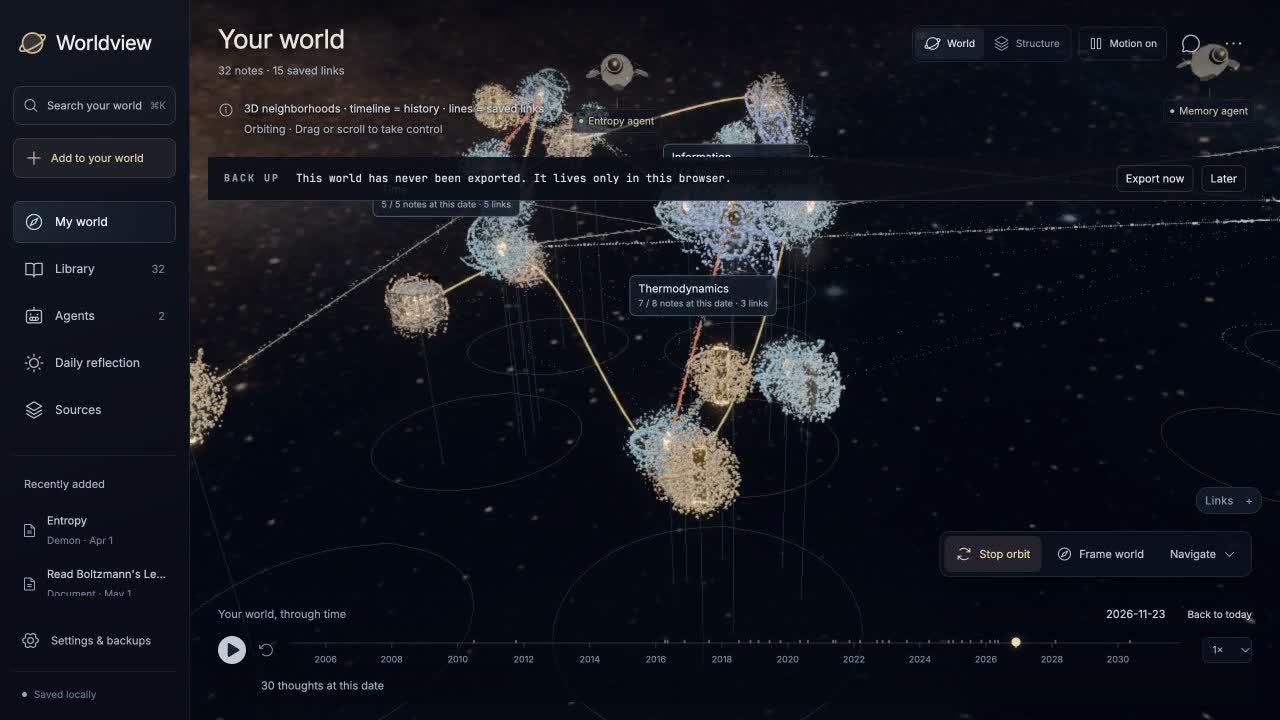 Worldview
Search your world ⌘K
Add to your world
My world
Library 32
Agents 2
Daily reflection
Sources
Recently added
Entropy
Demon · Apr 1
Read Boltzmann's Le...
Document · May 1
Settings & backups
Saved locally
Your world
32 notes · 15 saved links
World
Structure
Motion on
3D neighborhoods · timeline = history · lines = saved links
Orbiting · Drag or scroll to take control
Entropy agent
Memory agent
Information
BACK UP This world has never been exported. It lives only in this browser.
Export now
Later
Time
5 / 5 notes at this date · 5 links
Thermodynamics
7 / 8 notes at this date · 3 links
Links +
Stop orbit
Frame world
Navigate
Your world, through time
2026-11-23
Back to today
2006 2008 2010 2012 2014 2016 2018 2020 2022 2024 2026 2028 2030
1×
30 thoughts at this date